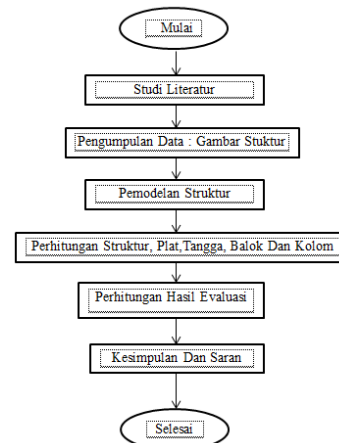 Mulai
Studi Literatur
Pengumpulan Data : Gambar Stuktur
Pemodelan Struktur
Perhitungan Struktur, Plat,Tangga, Balok Dan Kolom
Perhitungan Hasil Evaluasi
Kesimpulan Dan Saran
Selesai